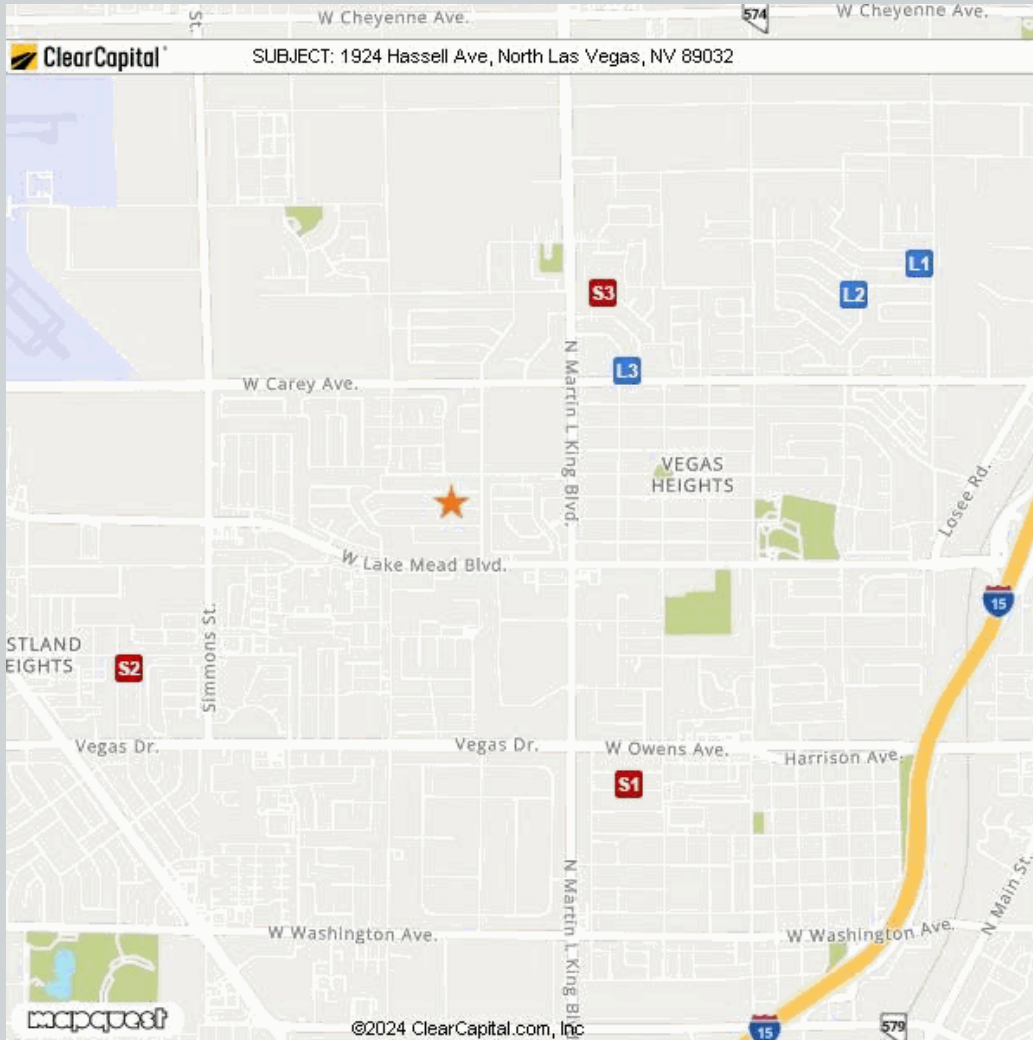 St.
W Cheyenne Ave.
574
W Cheyenne Ave.
ClearCapital
SUBJECT: 1924 Hassell Ave, North Las Vegas, NV 89032
L1
S3
L2
N Martin L King Blvd.
L3
W Carey Ave.
VEGAS
HEIGHTS
Losee Rd.
W Lake Mead Blvd.
15
Simmons St.
STLAND
EIGHTS
S2
Vegas Dr.
Vegas Dr.
W Owens Ave.
Harrison Ave.
S1
N Martin L King Blvd
N Main St.
W Washington Ave.
W Washington Ave.
mapquest
©2024 ClearCapital.com, Inc
15
579